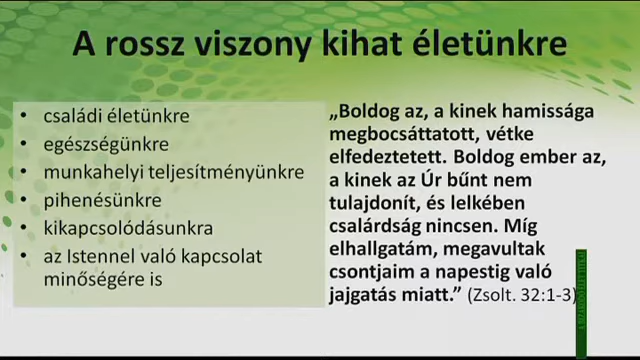 A rossz viszony kihat életünkre
• családi életünkre
• egészségünkre
• munkahelyi teljesítményünkre
• pihenésünkre
• kikapcsolódásunkra
• az Istennel való kapcsolat
minőségére is
„Boldog az, a kinek hamissága
megbocsáttatott, vétke
elfedeztetett. Boldog ember az,
a kinek az Úr bűnt nem
tulajdonít, és lelkében
csalárdság nincsen. Míg
elhallgatám, megavultak
csontjaim a napestig való
jajgatás miatt.” (Zsolt. 32:1-3)